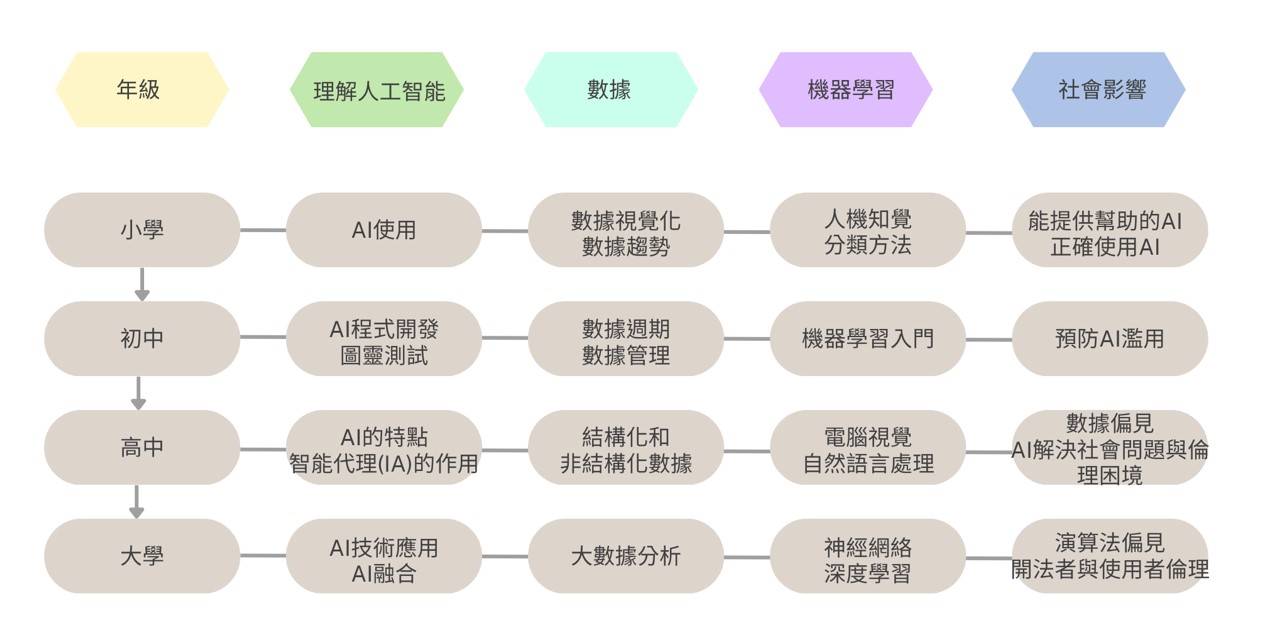 年級
理解人工智能
數據
機器學習
社會影響
小學
AI使用
數據視覺化
數據趨勢
人機知覺
分類方法
能提供幫助的AI
正確使用AI
初中
AI程式開發
圖靈測試
數據週期
數據管理
機器學習入門
預防AI濫用
高中
AI的特點
智能代理(IA)的作用
結構化和
非結構化數據
電腦視覺
自然語言處理
數據偏見
AI解決社會問題與倫
理困境
大學
AI技術應用
AI融合
大數據分析
神經網絡
深度學習
演算法偏見
開法者與使用者倫理